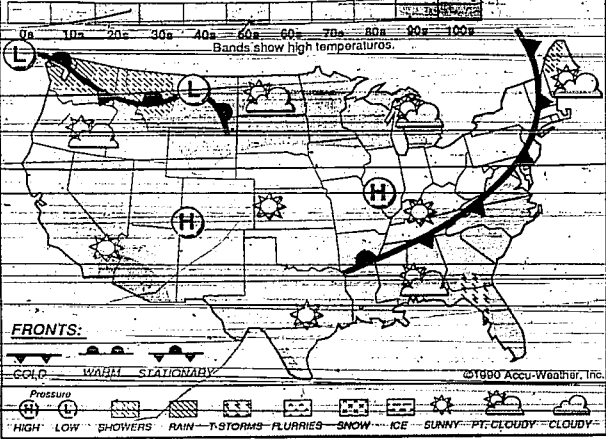 0s 10s 20s 30s 40s 50s 60s 70s 80s 90s 100s
Bands show high temperatures.
L
L
H
H
FRONTS:
COLD WARM STATIONARY
©1990 Accu-Weather, Inc.
Pressure
H L
HIGH LOW SHOWERS RAIN T-STORMS FLURRIES SNOW ICE SUNNY PT. CLOUDY CLOUDY